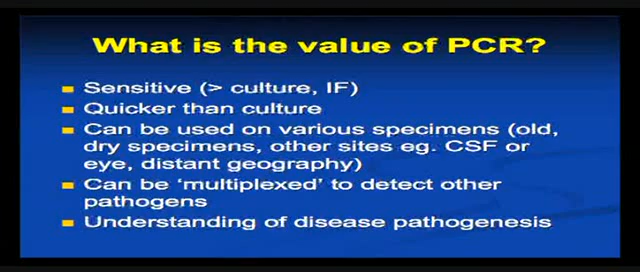 What is the value of PCR?
Sensitive (> culture, IF)
Quicker than culture
Can be used on various specimens (old,
dry specimens, other sites eg. CSF or
eye, distant geography)
Can be 'multiplexed' to detect other
pathogens
Understanding of disease pathogenesis